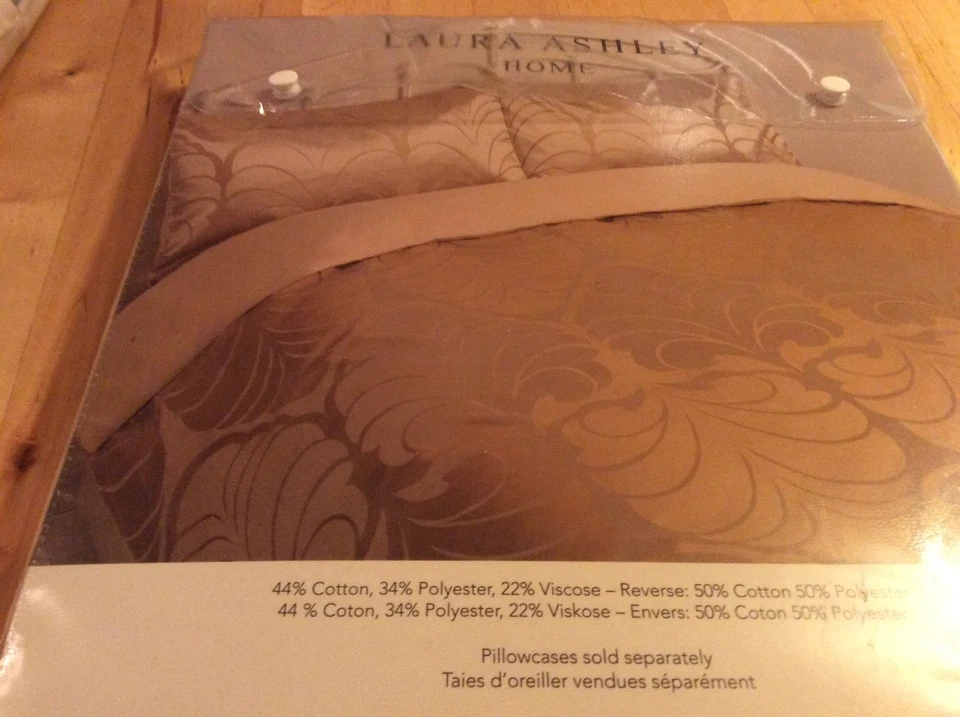 LAURA ASHLEY
HOME
44% Cotton, 34% Polyester, 22% Viscose – Reverse: 50% Cotton 50% Polyester
44 % Coton, 34% Polyester, 22% Viskose – Envers: 50% Coton 50% Polyester
Pillowcases sold separately
Taies d'oreiller vendues séparément